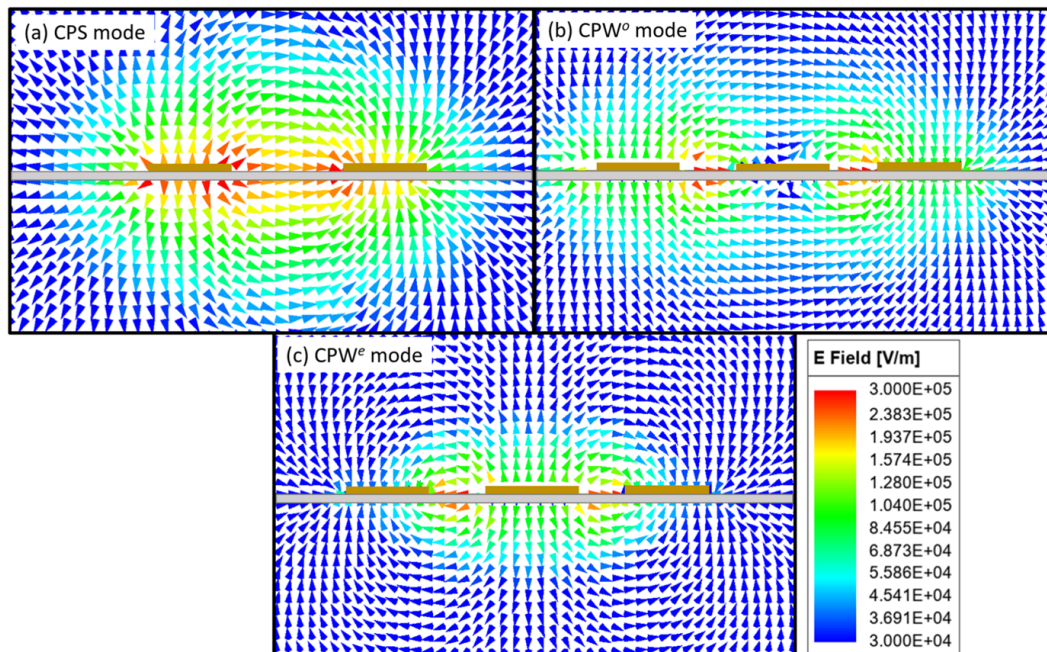 (a) CPS mode
(b) CPWᵒ mode
(c) CPWᵉ mode
E Field [V/m]
3.000E+05
2.383E+05
1.937E+05
1.574E+05
1.280E+05
1.040E+05
8.455E+04
6.873E+04
5.586E+04
4.541E+04
3.691E+04
3.000E+04